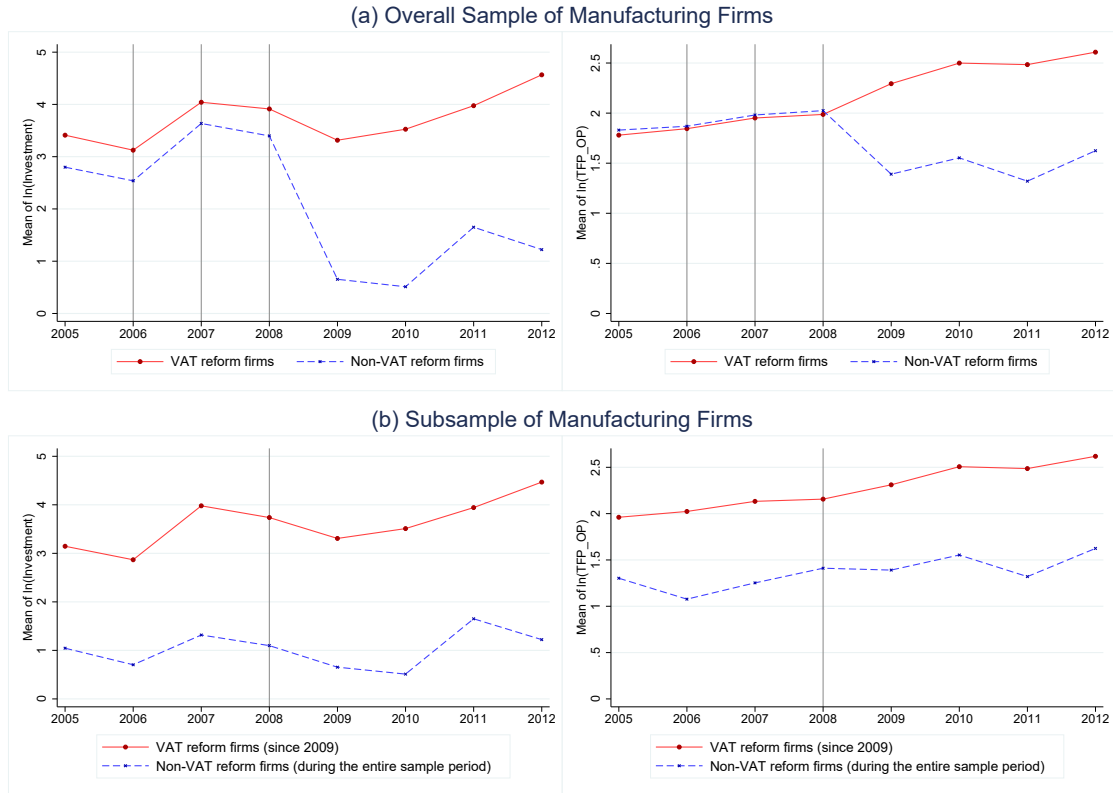 (a) Overall Sample of Manufacturing Firms
Mean of ln(Investment)
5
4
3
2
1
0
2005 2006 2007 2008 2009 2010 2011 2012
VAT reform firms Non-VAT reform firms
Mean of ln(TFP_OP)
2.5
2
1.5
1
.5
0
2005 2006 2007 2008 2009 2010 2011 2012
VAT reform firms Non-VAT reform firms
(b) Subsample of Manufacturing Firms
Mean of ln(Investment)
5
4
3
2
1
0
2005 2006 2007 2008 2009 2010 2011 2012
VAT reform firms (since 2009)
Non-VAT reform firms (during the entire sample period)
Mean of ln(TFP_OP)
2.5
2
1.5
1
.5
0
2005 2006 2007 2008 2009 2010 2011 2012
VAT reform firms (since 2009)
Non-VAT reform firms (during the entire sample period)